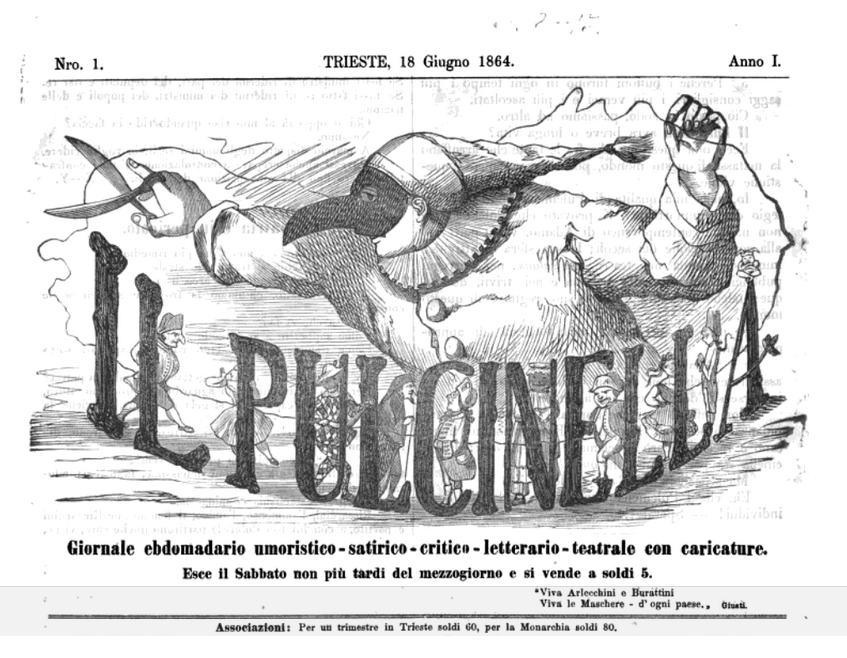 Nro. 1. TRIESTE, 18 Giugno 1864. Anno I.
IL PULCINELLA
Giornale ebdomadario umoristico-satirico-critico-letterario-teatrale con caricature.
Esce il Sabbato non più tardi del mezzogiorno e si vende a soldi 5.
"Viva Arlecchini e Burattini
Viva le Maschere - d' ogni paese." Giusti.
Associazioni: Per un trimestre in Trieste soldi 60, per la Monarchia soldi 80.